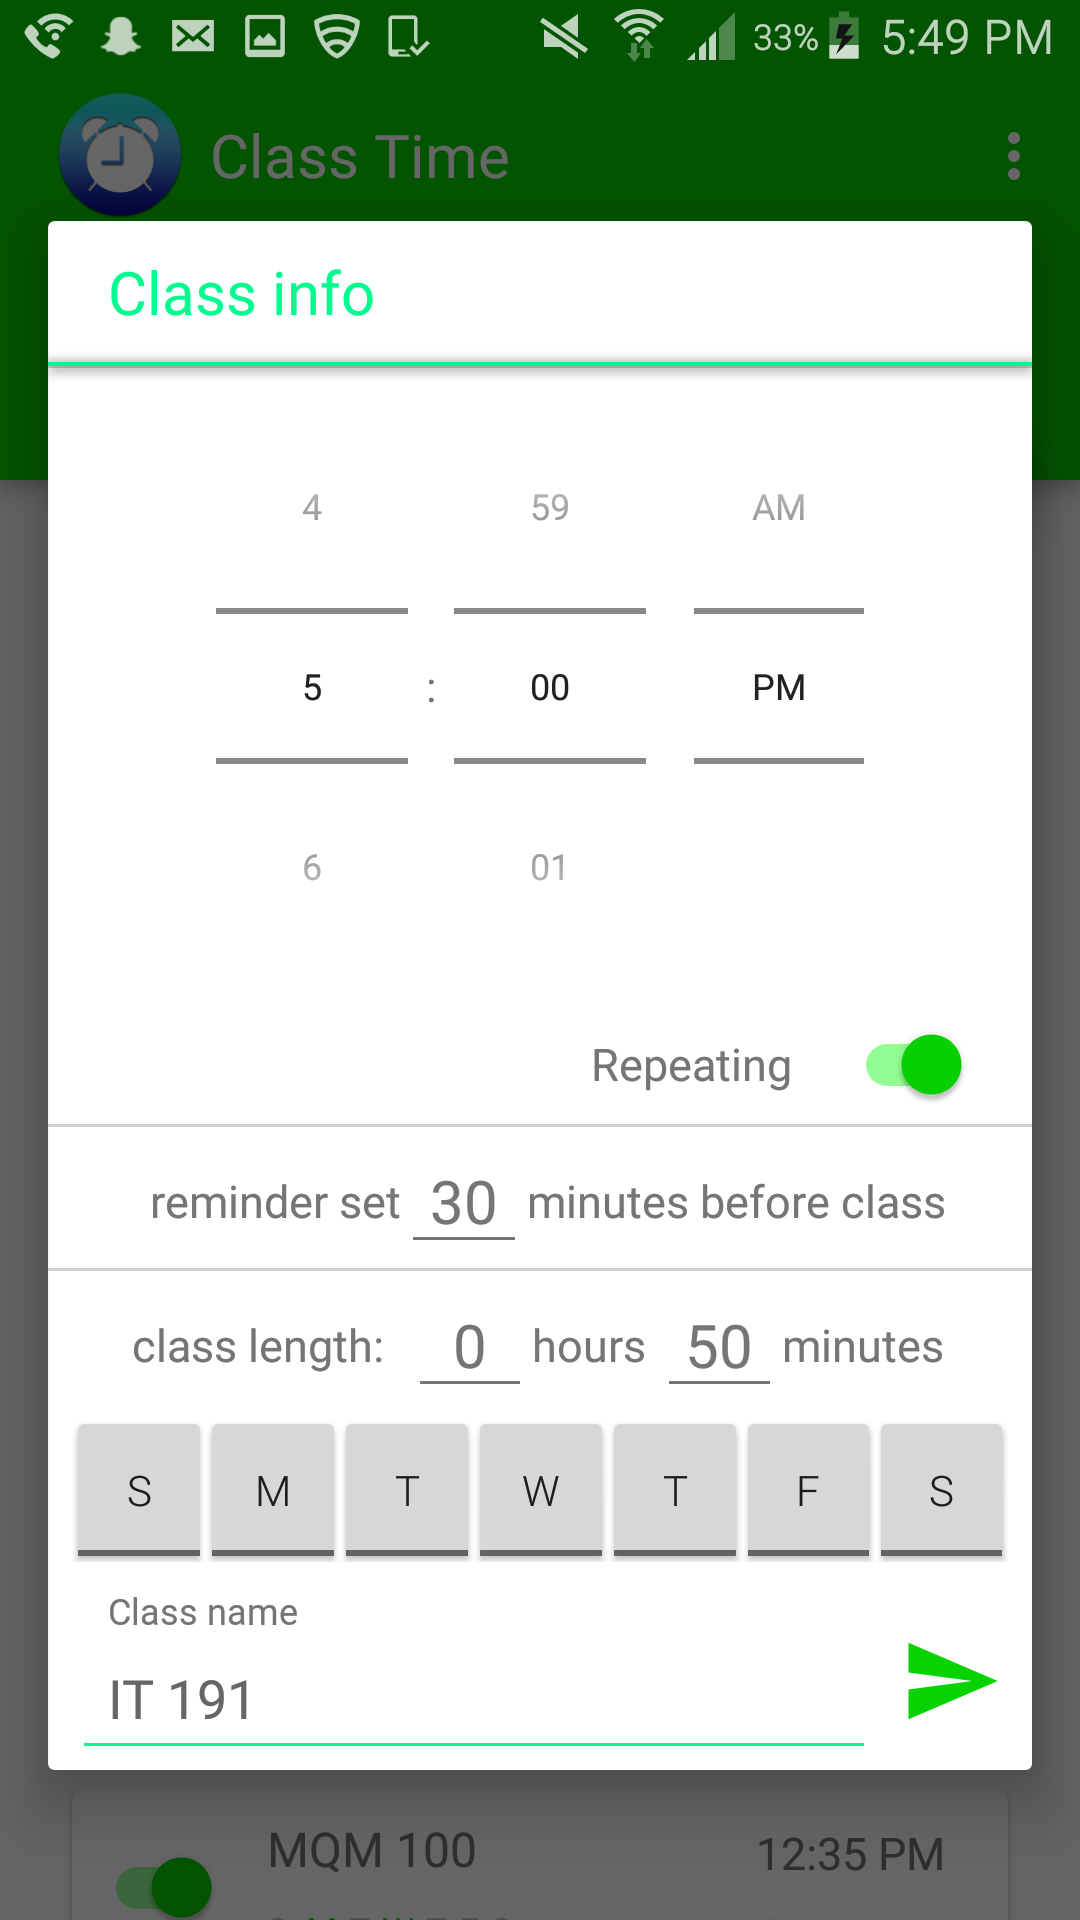 33% 5:49 PM
Class Time
Class info
4 59 AM
5 : 00 PM
6 01
Repeating
reminder set 30 minutes before class
class length: 0 hours 50 minutes
S M T W T F S
Class name
IT 191
MQM 100
12:35 PM